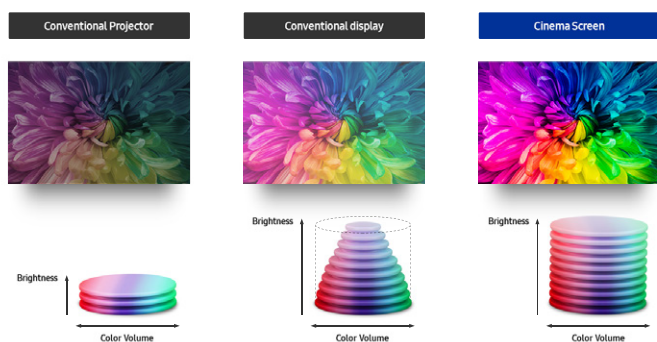 Conventional Projector
Conventional display
Cinema Screen
Brightness
Color Volume
Brightness
Color Volume
Brightness
Color Volume